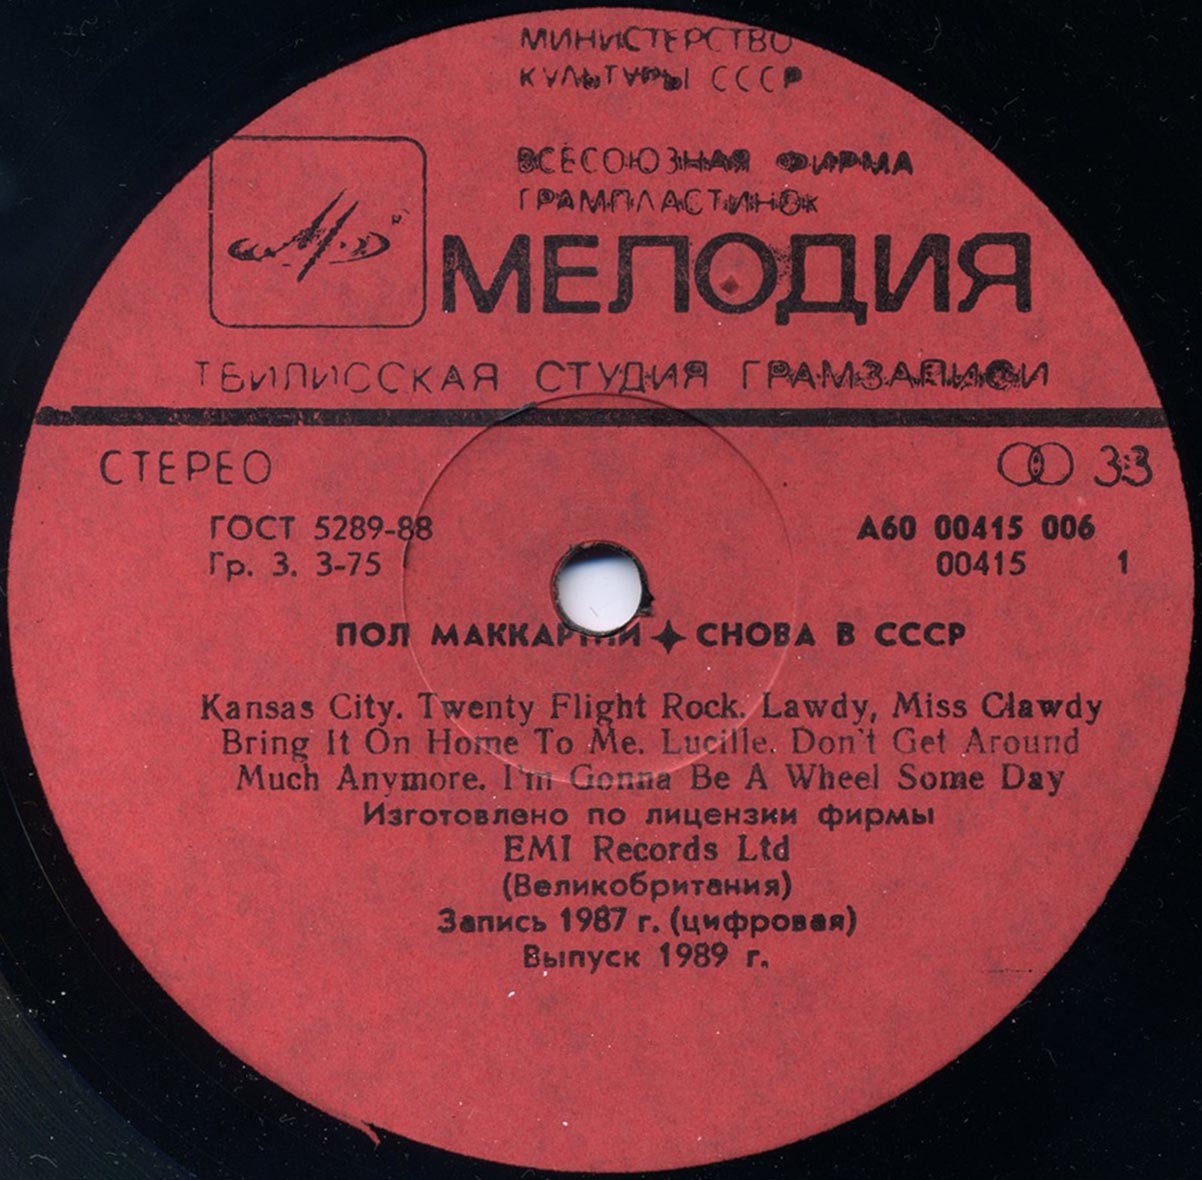 МИНИСТЕРСТВО
КУЛЬТУРЫ СССР
ВСЕСОЮЗНАЯ ФИРМА
ГРАМПЛАСТИНОК
МЕЛОДИЯ
ТБИЛИССКАЯ СТУДИЯ ГРАМЗАПИСИ
СТЕРЕО 33
ГОСТ 5289-88 А60 00415 006
Гр. 3. 3-75 00415 1
ПОЛ МАККАРТНИ ✦ СНОВА В СССР
Kansas City. Twenty Flight Rock. Lawdy, Miss Clawdy
Bring It On Home To Me. Lucille. Don't Get Around
Much Anymore. I'm Gonna Be A Wheel Some Day
Изготовлено по лицензии фирмы
EMI Records Ltd
(Великобритания)
Запись 1987 г. (цифровая)
Выпуск 1989 г.